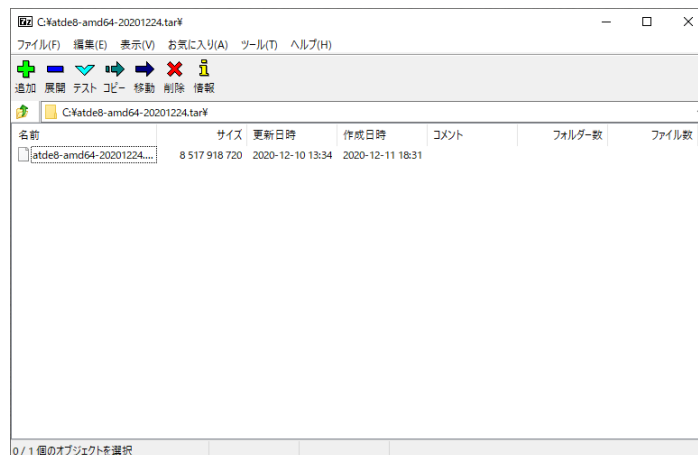 7z C:¥atde8-amd64-20201224.tar¥
ファイル(F) 編集(E) 表示(V) お気に入り(A) ツール(T) ヘルプ(H)
追加 展開 テスト コピー 移動 削除 情報
C:¥atde8-amd64-20201224.tar¥
名前 サイズ 更新日時 作成日時 コメント フォルダー数 ファイル数
atde8-amd64-20201224.... 8 517 918 720 2020-12-10 13:34 2020-12-11 18:31
0 / 1 個のオブジェクトを選択